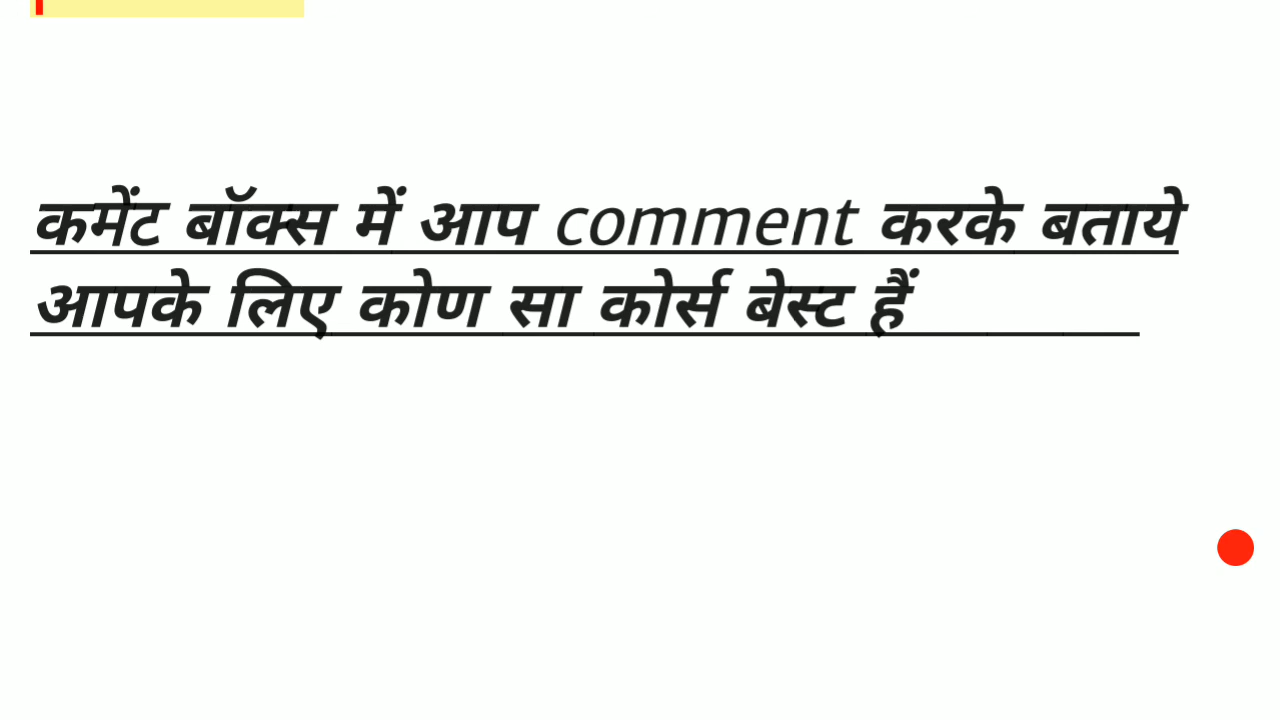 कमेंट बॉक्स में आप comment करके बताये
आपके लिए कोण सा कोर्स बेस्ट हैं